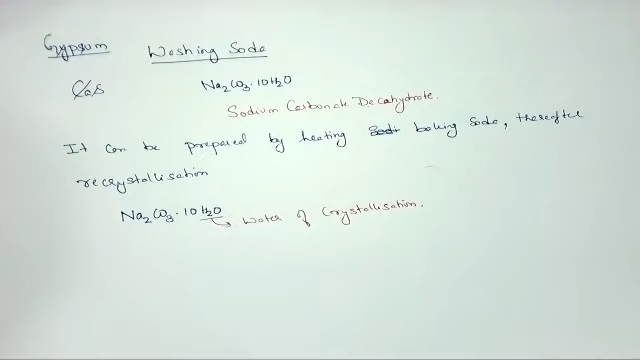 Gypsum Washing Soda
CaS Na₂CO₃·10H₂O
Sodium Carbonate Decahydrate.
It can be prepared by heating baking soda, thereafter
recrystallisation
Na₂CO₃·10H₂O → Water of Crystallisation.